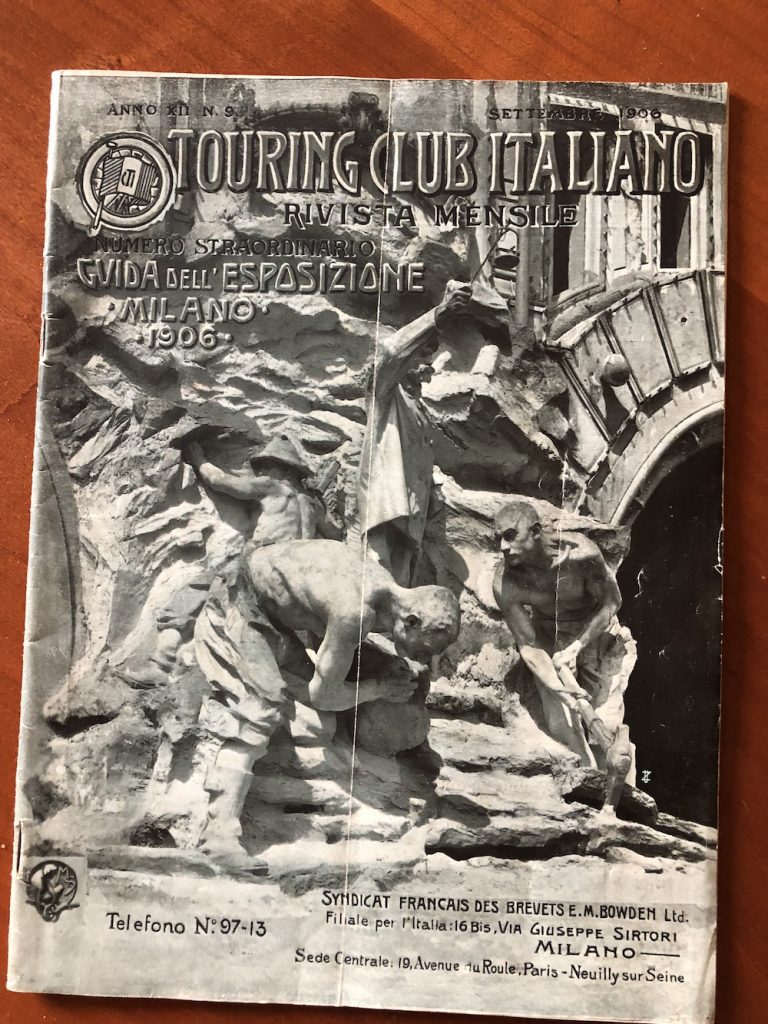 ANNO XII N. 9.
SETTEMBRE 1906
TOURING CLUB ITALIANO
RIVISTA MENSILE
NUMERO STRAORDINARIO
GUIDA DELL'ESPOSIZIONE
·MILANO·
·1906·
Telefono N.º 97-13
SYNDICAT FRANCAIS DES BREVETS E.M.BOWDEN Ltd.
Filiale per l'Italia: 16 Bis, VIA GIUSEPPE SIRTORI
MILANO
Sede Centrale: 19, Avenue du Roule, Paris - Neuilly sur Seine